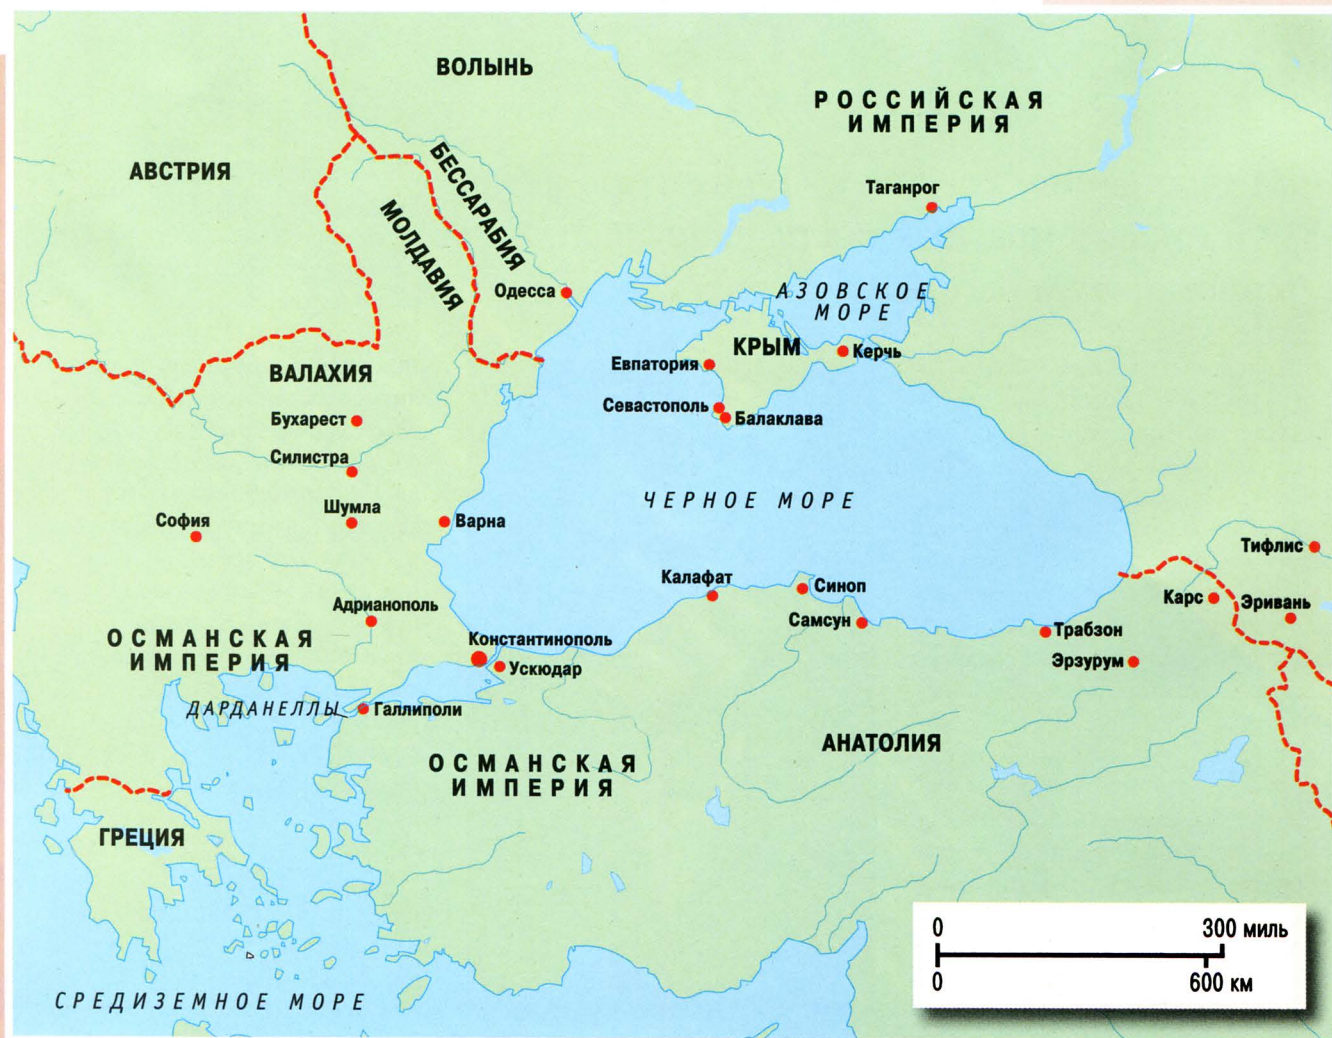 ВОЛЫНЬ
РОССИЙСКАЯ
ИМПЕРИЯ
АВСТРИЯ
БЕССАРАБИЯ
МОЛДАВИЯ
Таганрог
Одесса
АЗОВСКОЕ
МОРЕ
КРЫМ
Керчь
Евпатория
ВАЛАХИЯ
Севастополь
Балаклава
Бухарест
Силистра
ЧЕРНОЕ МОРЕ
Шумла
София
Варна
Тифлис
Калафат
Синоп
Карс
Эривань
Адрианополь
Самсун
Трабзон
ОСМАНСКАЯ
ИМПЕРИЯ
Константинополь
Ускюдар
Эрзурум
ДАРДАНЕЛЛЫ
Галлиполи
АНАТОЛИЯ
ОСМАНСКАЯ
ИМПЕРИЯ
ГРЕЦИЯ
0 300 миль
0 600 км
СРЕДИЗЕМНОЕ МОРЕ